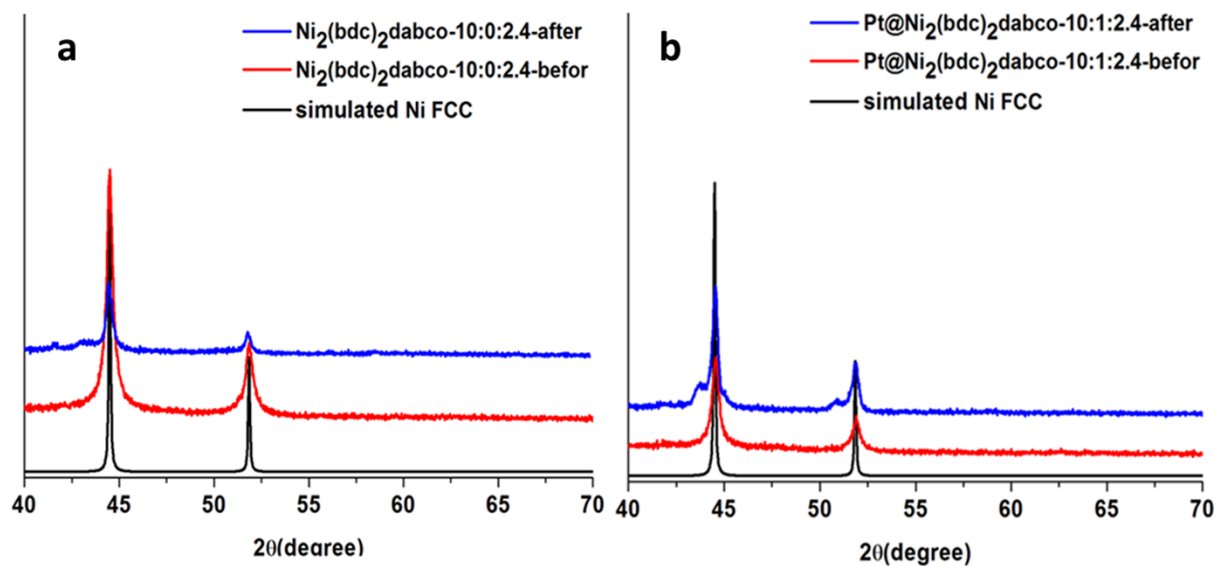 a
Ni2(bdc)2dabco-10:0:2.4-after
Ni2(bdc)2dabco-10:0:2.4-befor
simulated Ni FCC
40 45 50 55 60 65 70
2θ(degree)
b
Pt@Ni2(bdc)2dabco-10:1:2.4-after
Pt@Ni2(bdc)2dabco-10:1:2.4-befor
simulated Ni FCC
40 45 50 55 60 65 70
2θ(degree)